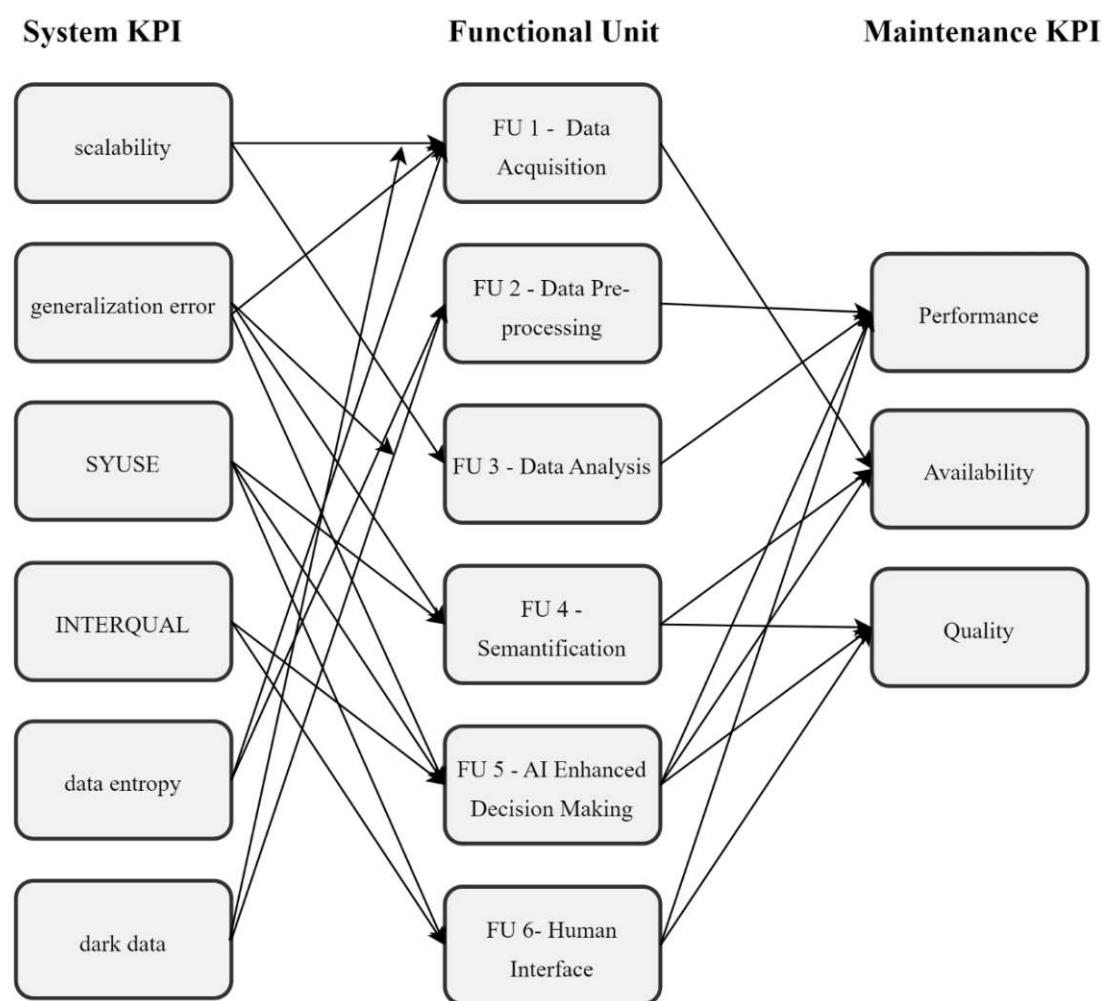 System KPI
Functional Unit
Maintenance KPI
scalability
generalization error
SYUSE
INTERQUAL
data entropy
dark data
FU 1 - Data
Acquisition
FU 2 - Data Pre-
processing
FU 3 - Data Analysis
FU 4 -
Semantification
FU 5 - AI Enhanced
Decision Making
FU 6- Human
Interface
Performance
Availability
Quality